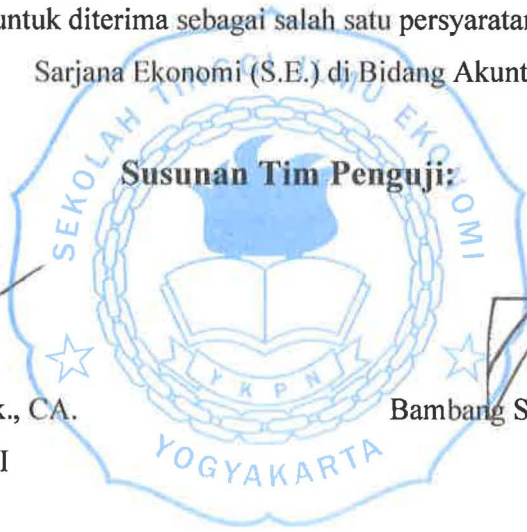 untuk diterima sebagai salah satu persyaratan
Sarjana Ekonomi (S.E.) di Bidang Akunt
Susunan Tim Penguji:
SEKOLAH TINGGI ILMU EKONOMI
YKPN
YOGYAKARTA
k., CA.
Bambang S
I